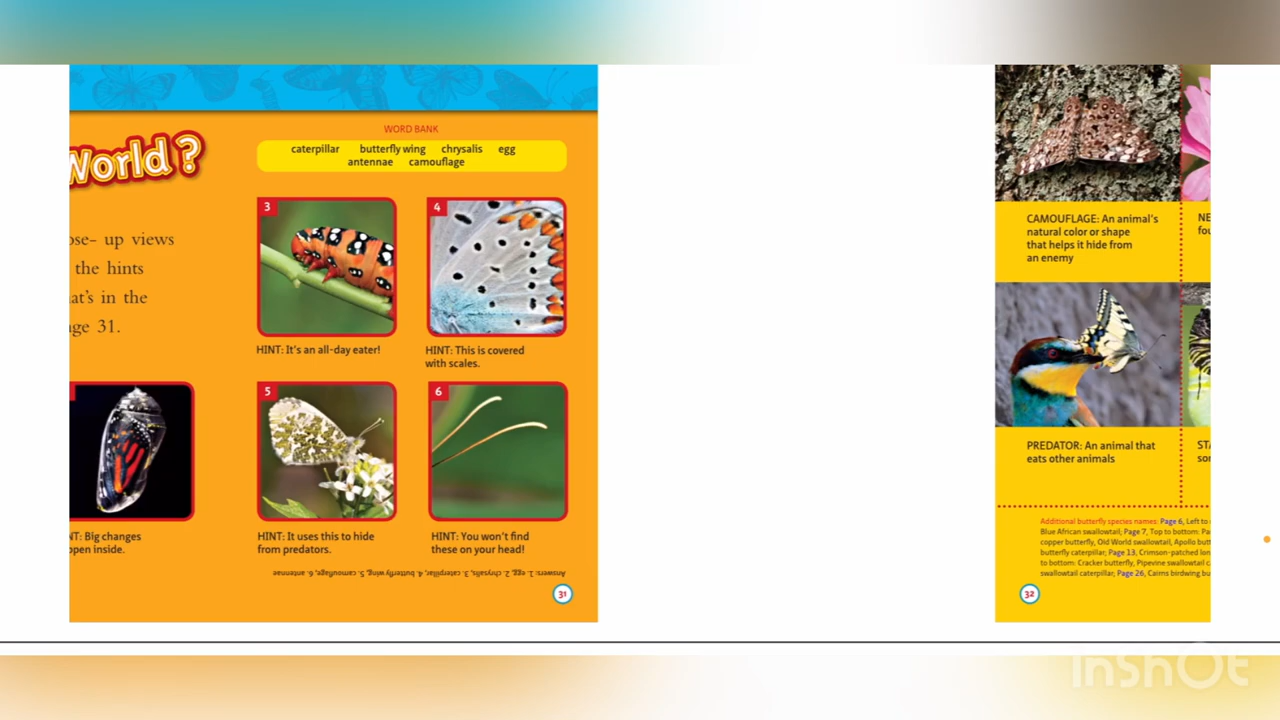 World?
WORD BANK
caterpillar butterfly wing chrysalis egg
antennae camouflage
ose- up views
the hints
at's in the
ge 31.
3
4
HINT: It's an all-day eater!
HINT: This is covered
with scales.
5
6
NT: Big changes
pen inside.
HINT: It uses this to hide
from predators.
HINT: You won't find
these on your head!
Answers: 1. egg, 2. chrysalis, 3. caterpillar, 4. butterfly wing, 5. camouflage, 6. antennae
31
CAMOUFLAGE: An animal's
natural color or shape
that helps it hide from
an enemy
NE
fou
PREDATOR: An animal that
eats other animals
STA
son
Additional butterfly species names: Page 6, Left to
Blue African swallowtail; Page 7, Top to bottom: Pa
copper butterfly, Old World swallowtail, Apollo butt
butterfly caterpillar; Page 13, Crimson-patched lon
to bottom: Cracker butterfly, Pipevine swallowtail c
swallowtail caterpillar, Page 26, Cairns birdwing bu
32
InShOt